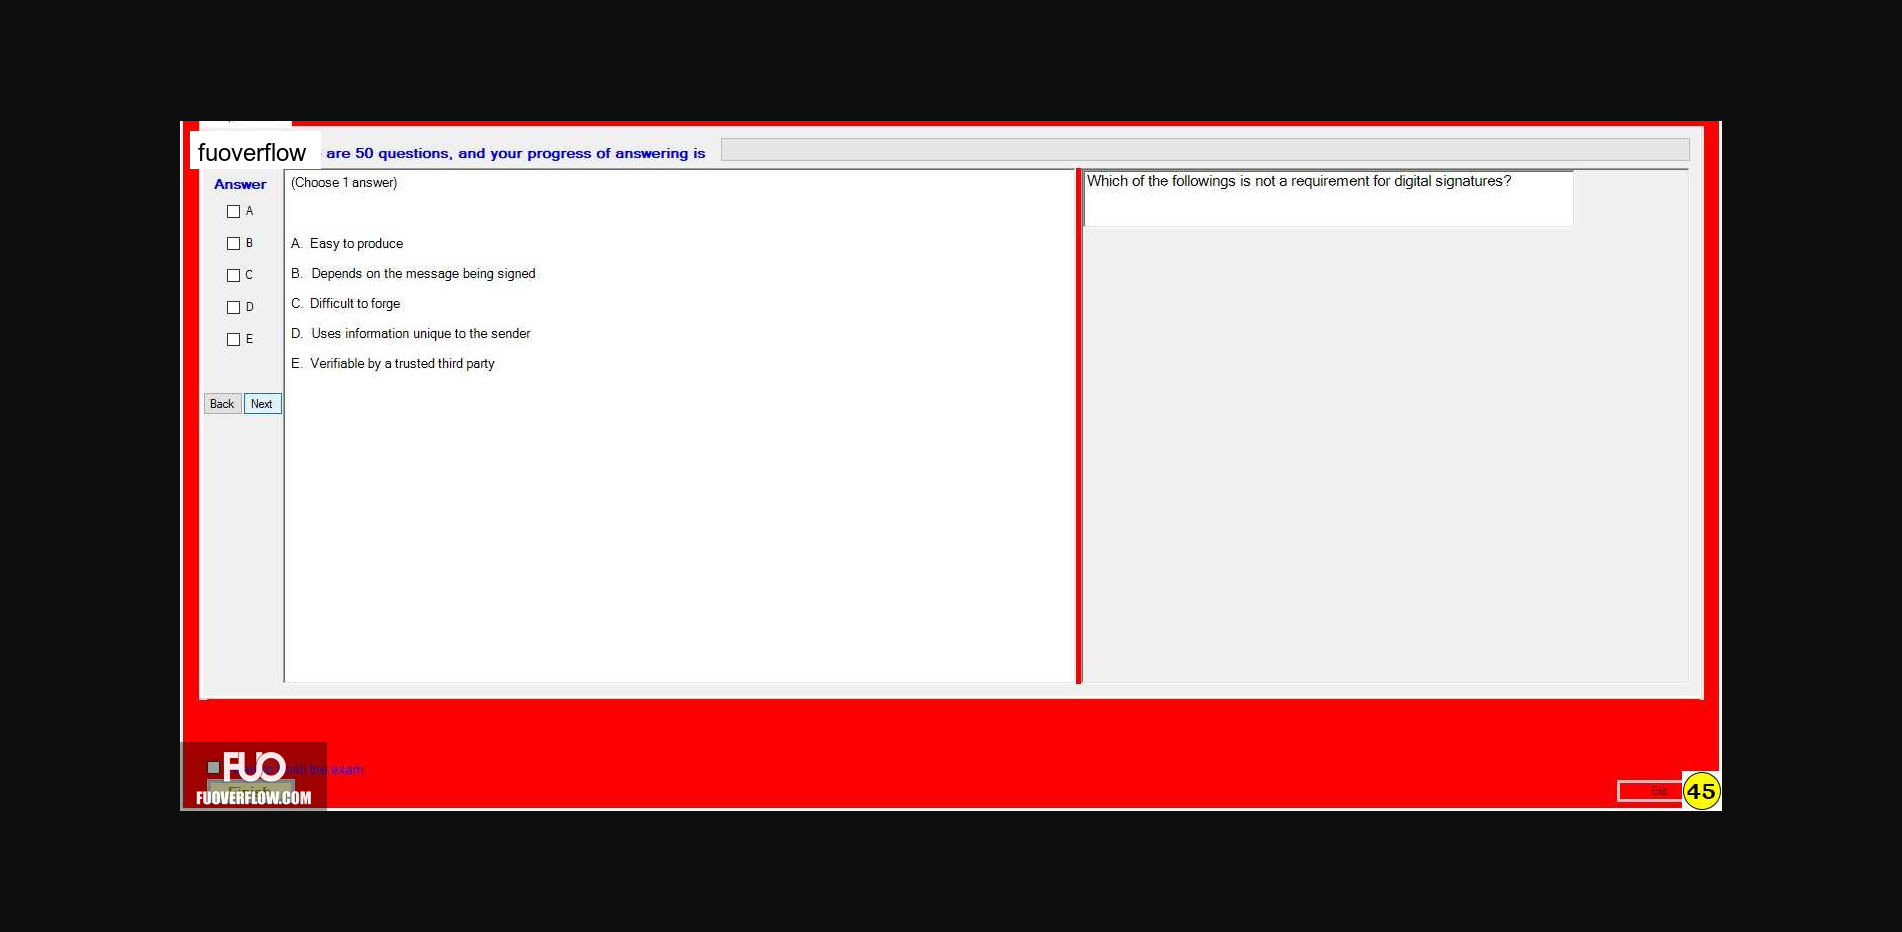 fuoverflow are 50 questions, and your progress of answering is
Answer
A
B
C
D
E
Back Next
(Choose 1 answer)
A. Easy to produce
B. Depends on the message being signed
C. Difficult to forge
D. Uses information unique to the sender
E. Verifiable by a trusted third party
Which of the followings is not a requirement for digital signatures?
FUO
the exam
Finish
FUOVERFLOW.COM
Exit
45